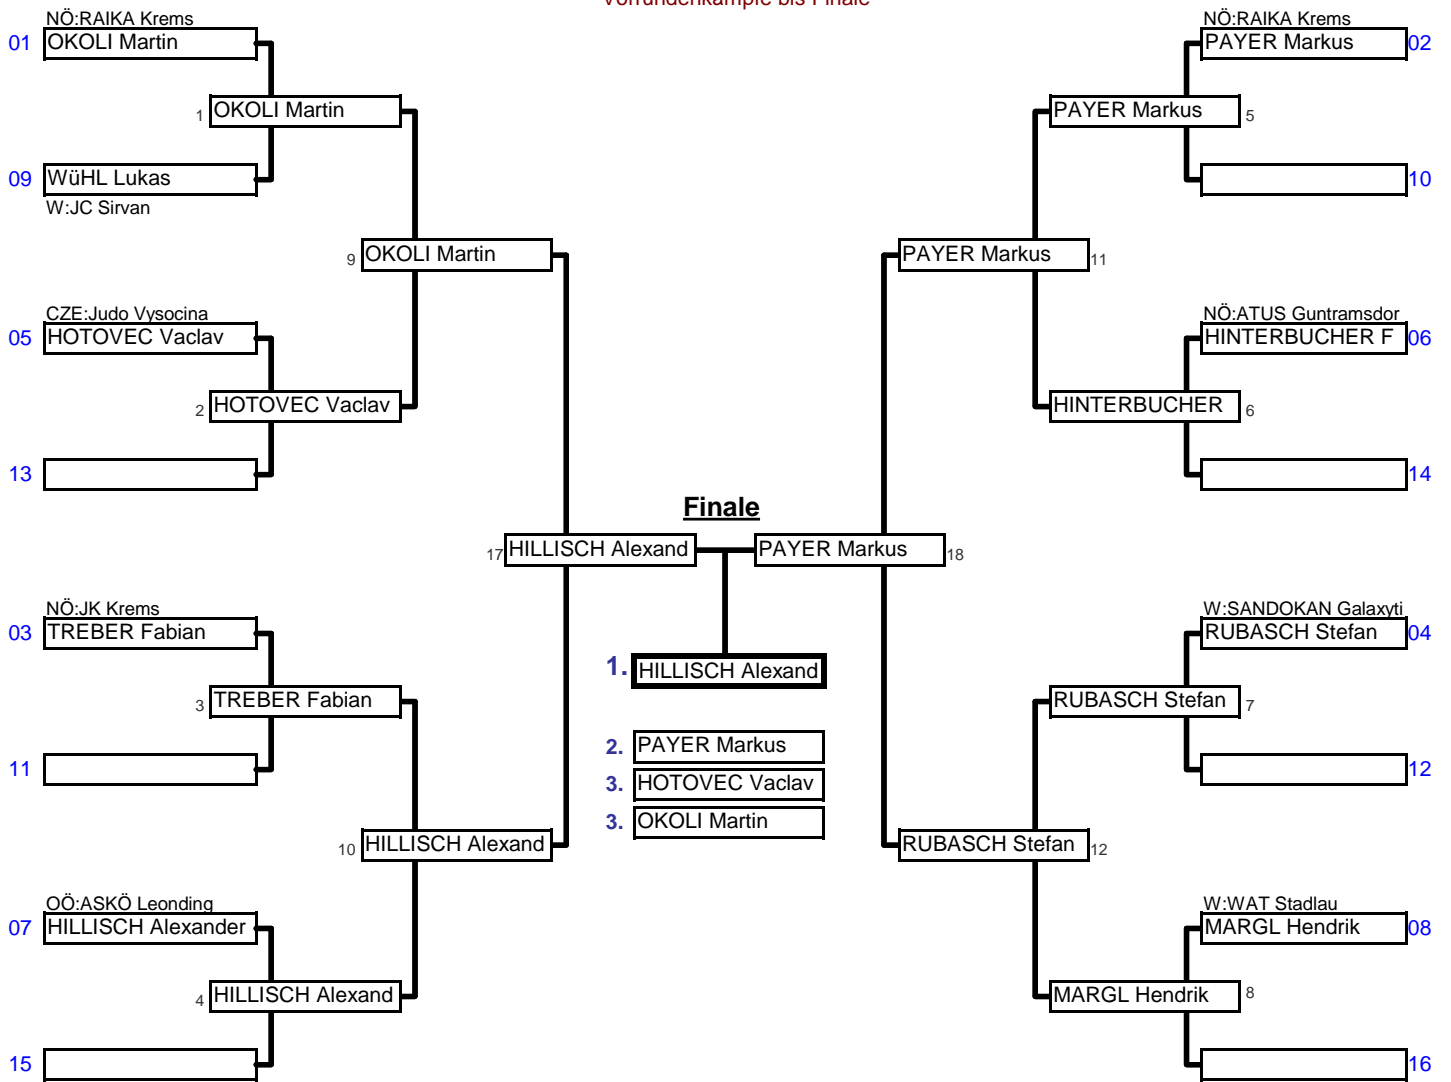 Vorrundenkämpfe bis Finale
NÖ:RAIKA Krems
01 OKOLI Martin
1 OKOLI Martin
09 WüHL Lukas
W:JC Sirvan
9 OKOLI Martin
CZE:Judo Vysocina
05 HOTOVEC Vaclav
2 HOTOVEC Vaclav
13
17 HILLISCH Alexand
NÖ:JK Krems
03 TREBER Fabian
3 TREBER Fabian
11
10 HILLISCH Alexand
OÖ:ASKÖ Leonding
07 HILLISCH Alexander
4 HILLISCH Alexand
15
Finale
1. HILLISCH Alexand
2. PAYER Markus
3. HOTOVEC Vaclav
3. OKOLI Martin
NÖ:RAIKA Krems
PAYER Markus 02
PAYER Markus 5
10
PAYER Markus 11
NÖ:ATUS Guntramsdor
HINTERBUCHER F 06
HINTERBUCHER 6
14
PAYER Markus 18
W:SANDOKAN Galaxyti
RUBASCH Stefan 04
RUBASCH Stefan 7
12
RUBASCH Stefan 12
W:WAT Stadlau
MARGL Hendrik 08
MARGL Hendrik 8
16